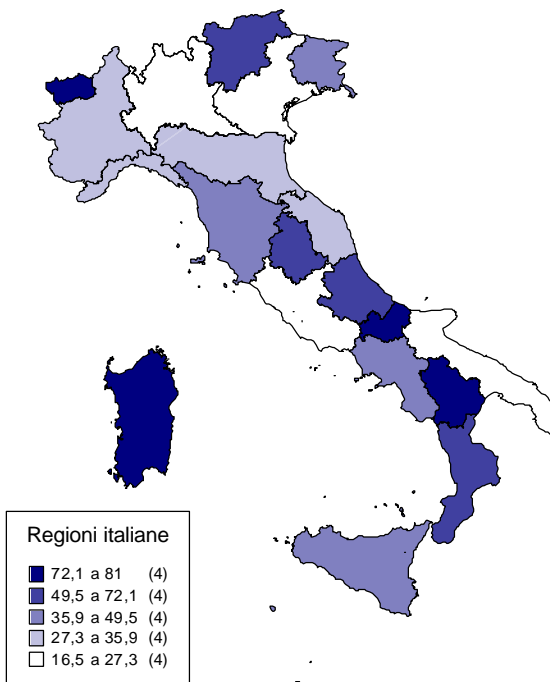 Regioni italiane
72,1 a 81 (4)
49,5 a 72,1 (4)
35,9 a 49,5 (4)
27,3 a 35,9 (4)
16,5 a 27,3 (4)